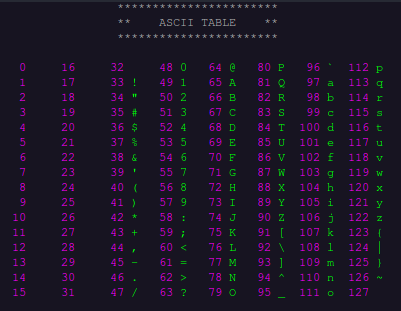 ***********************
**    ASCII TABLE    **
***********************
0 16 32 48 0 64 @ 80 P 96 ` 112 p
1 17 33 ! 49 1 65 A 81 Q 97 a 113 q
2 18 34 " 50 2 66 B 82 R 98 b 114 r
3 19 35 # 51 3 67 C 83 S 99 c 115 s
4 20 36 $ 52 4 68 D 84 T 100 d 116 t
5 21 37 % 53 5 69 E 85 U 101 e 117 u
6 22 38 & 54 6 70 F 86 V 102 f 118 v
7 23 39 ' 55 7 71 G 87 W 103 g 119 w
8 24 40 ( 56 8 72 H 88 X 104 h 120 x
9 25 41 ) 57 9 73 I 89 Y 105 i 121 y
10 26 42 * 58 : 74 J 90 Z 106 j 122 z
11 27 43 + 59 ; 75 K 91 [ 107 k 123 {
12 28 44 , 60 < 76 L 92 \ 108 l 124 |
13 29 45 - 61 = 77 M 93 ] 109 m 125 }
14 30 46 . 62 > 78 N 94 ^ 110 n 126 ~
15 31 47 / 63 ? 79 O 95 _ 111 o 127